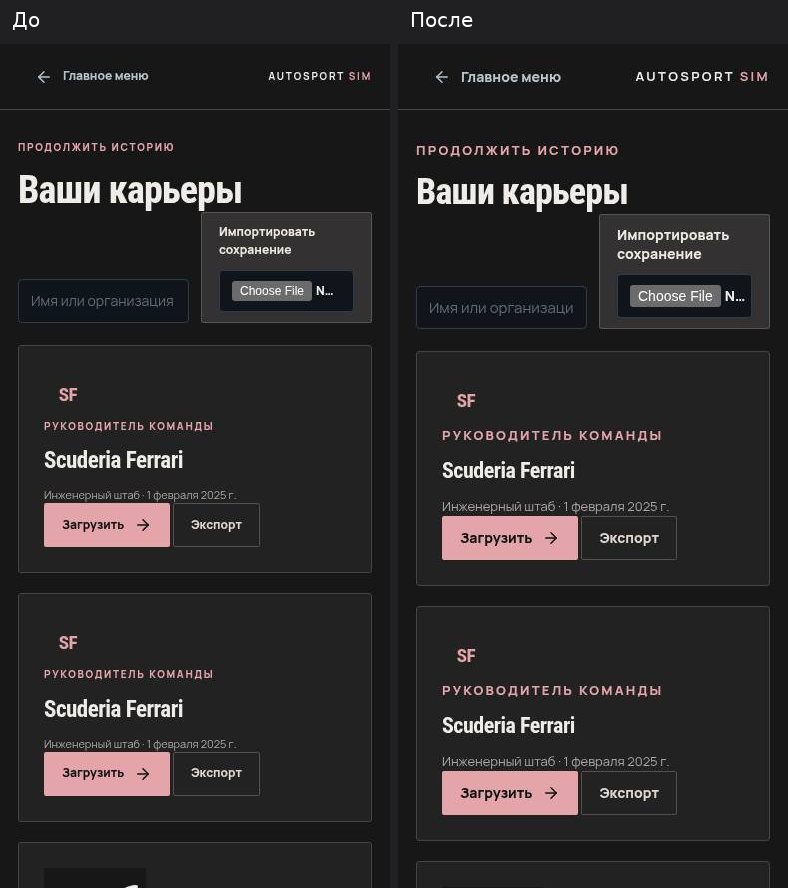 До
Главное меню
AUTOSPORT SIM
ПРОДОЛЖИТЬ ИСТОРИЮ
Ваши карьеры
Импортировать
сохранение
Имя или организация
Choose File N...
SF
РУКОВОДИТЕЛЬ КОМАНДЫ
Scuderia Ferrari
Инженерный штаб · 1 февраля 2025 г.
Загрузить
Экспорт
SF
РУКОВОДИТЕЛЬ КОМАНДЫ
Scuderia Ferrari
Инженерный штаб · 1 февраля 2025 г.
Загрузить
Экспорт
После
Главное меню
AUTOSPORT SIM
ПРОДОЛЖИТЬ ИСТОРИЮ
Ваши карьеры
Импортировать
сохранение
Имя или организаци
Choose File N...
SF
РУКОВОДИТЕЛЬ КОМАНДЫ
Scuderia Ferrari
Инженерный штаб · 1 февраля 2025 г.
Загрузить
Экспорт
SF
РУКОВОДИТЕЛЬ КОМАНДЫ
Scuderia Ferrari
Инженерный штаб · 1 февраля 2025 г.
Загрузить
Экспорт